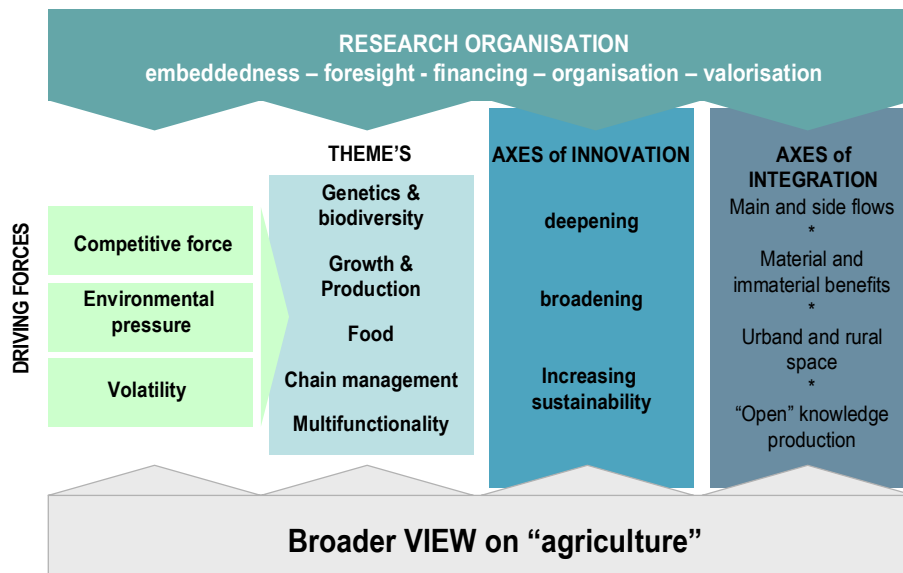 RESEARCH ORGANISATION
embeddedness – foresight - financing – organisation – valorisation
DRIVING FORCES
Competitive force
Environmental
pressure
Volatility
THEME'S
Genetics &
biodiversity
Growth &
Production
Food
Chain management
Multifunctionality
AXES of INNOVATION
deepening
broadening
Increasing
sustainability
AXES of
INTEGRATION
Main and side flows
*
Material and
immaterial benefits
*
Urband and rural
space
*
“Open” knowledge
production
Broader VIEW on “agriculture”